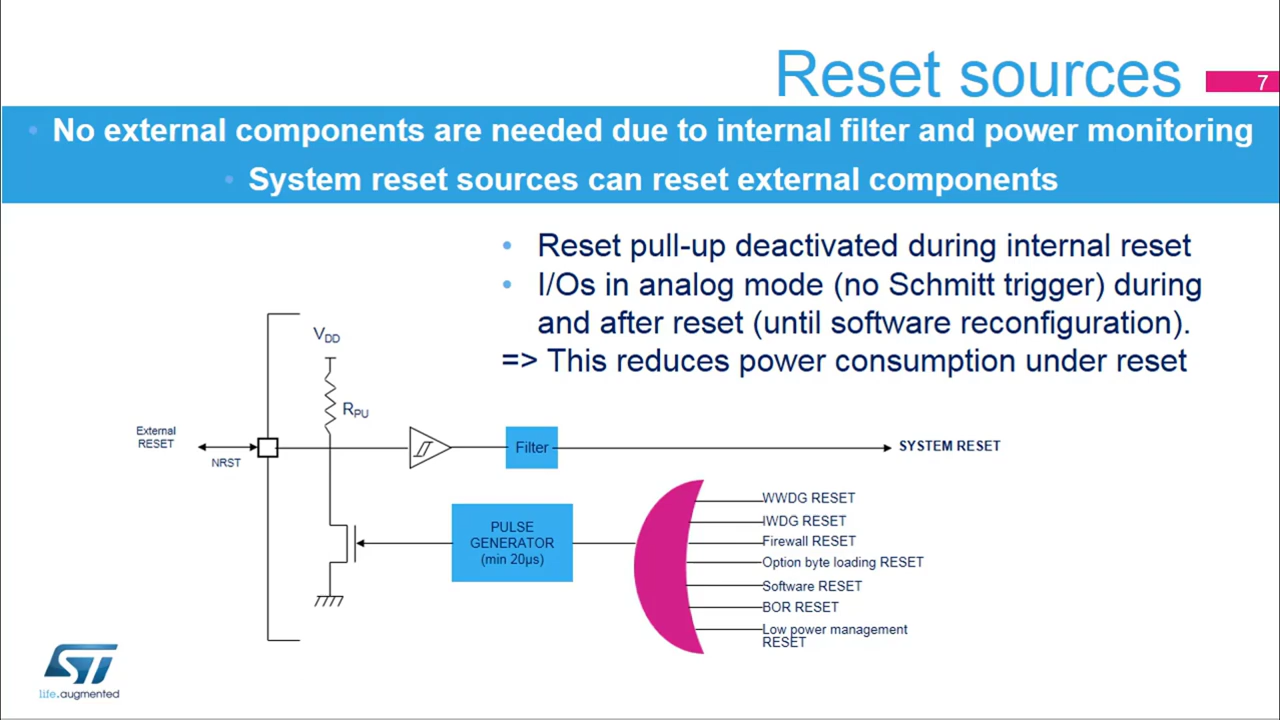 Reset sources
7
• No external components are needed due to internal filter and power monitoring
• System reset sources can reset external components
• Reset pull-up deactivated during internal reset
• I/Os in analog mode (no Schmitt trigger) during
and after reset (until software reconfiguration).
=> This reduces power consumption under reset
VDD
RPU
External
RESET
NRST
Filter
SYSTEM RESET
PULSE
GENERATOR
(min 20µs)
WWDG RESET
IWDG RESET
Firewall RESET
Option byte loading RESET
Software RESET
BOR RESET
Low power management
RESET
ST
life.augmented